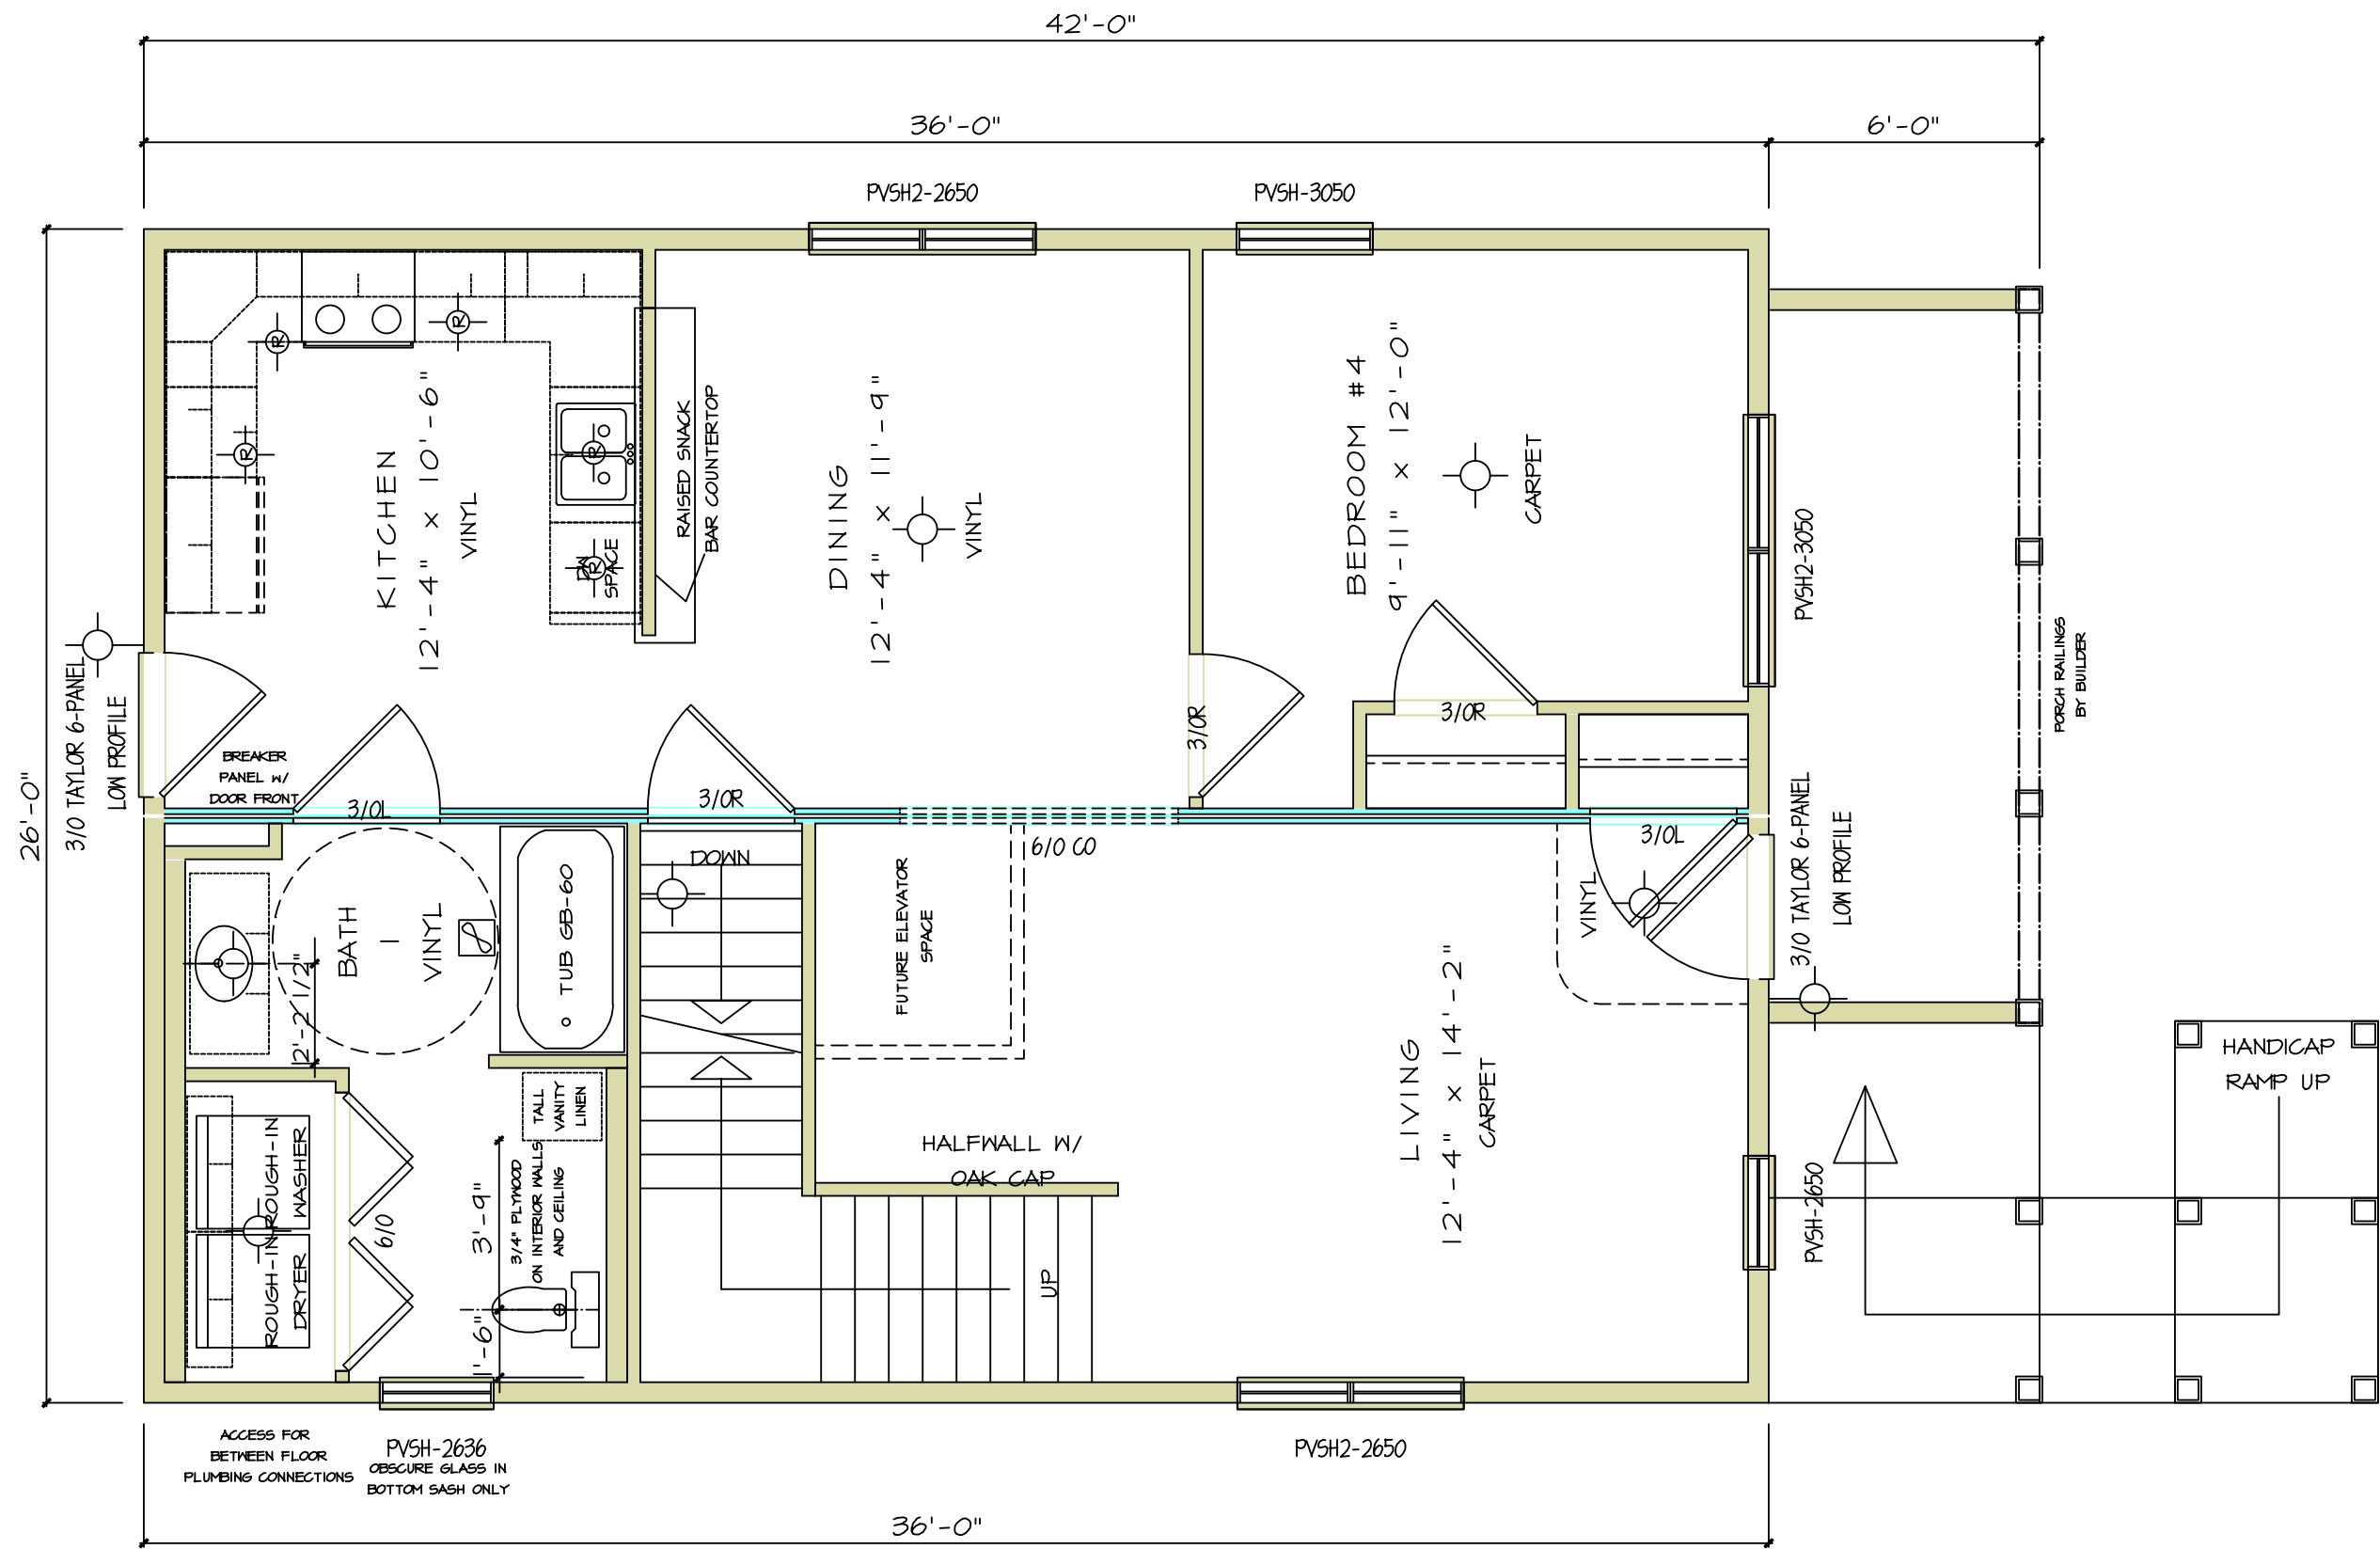 42'-0"
36'-0"
6'-0"
PVSH2-2650
PVSH-3050
26'-0"
R
R
R
R
R
KITCHEN
12'-4" x 10'-6"
VINYL
DW
SPACE
RAISED SNACK
BAR COUNTERTOP
DINING
12'-4" x 11'-9"
VINYL
BEDROOM #4
9'-11" x 12'-0"
CARPET
PVSH2-3050
PORCH RAILINGS
BY BUILDER
3/0 TAYLOR 6-PANEL
LOW PROFILE
BREAKER
PANEL W/
DOOR FRONT
3/0L
3/0R
3/0R
3/0R
3/0L
6/0 CO
3/0 TAYLOR 6-PANEL
LOW PROFILE
DOWN
FUTURE ELEVATOR
SPACE
VINYL
BATH
1
VINYL
TUB GB-60
2'-2 1/2"
TALL
VANITY
LINEN
3/4" PLYWOOD
ON INTERIOR WALLS
AND CEILING
3'-9"
1'-6"
6/0
ROUGH-IN
WASHER
ROUGH-IN
DRYER
HALFWALL W/
OAK CAP
UP
LIVING
12'-4" x 14'-2"
CARPET
PVSH-2650
HANDICAP
RAMP UP
ACCESS FOR
BETWEEN FLOOR
PLUMBING CONNECTIONS
PVSH-2636
OBSCURE GLASS IN
BOTTOM SASH ONLY
PVSH2-2650
36'-0"